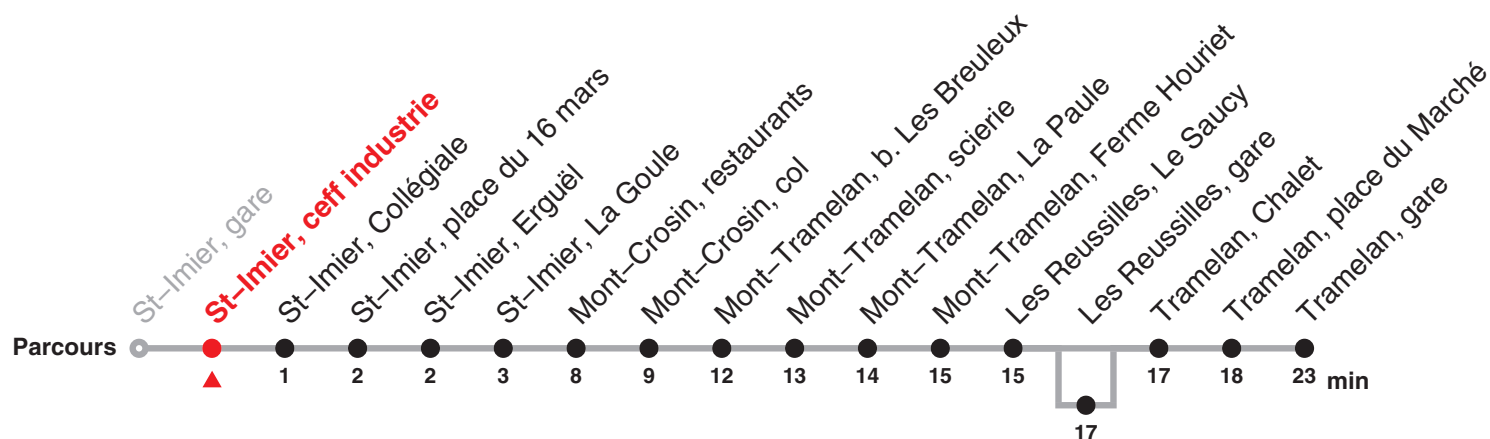 St–Imier, gare
St–Imier, ceff industrie
St–Imier, Collégiale
St–Imier, place du 16 mars
St–Imier, Erguël
St–Imier, La Goule
Mont–Crosin, restaurants
Mont–Crosin, col
Mont–Tramelan, b. Les Breuleux
Mont–Tramelan, scierie
Mont–Tramelan, La Paule
Mont–Tramelan, Ferme Houriet
Les Reussilles, Le Saucy
Les Reussilles, gare
Tramelan, Chalet
Tramelan, place du Marché
Tramelan, gare
Parcours
1 2 2 3 8 9 12 13 14 15 15 17 18 23 min
17